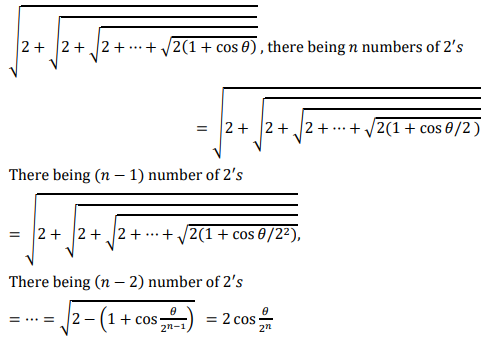 √(2 + √(2 + √(2 + ⋯ + √(2(1 + cos θ))))) , there being n numbers of 2's
= √(2 + √(2 + √(2 + ⋯ + √(2(1 + cos θ/2 )))))
There being (n − 1) number of 2's
= √(2 + √(2 + √(2 + ⋯ + √(2(1 + cos θ/2²))))),
There being (n − 2) number of 2's
= ⋯ = √(2 − (1 + cos θ/2ⁿ⁻¹)) = 2 cos θ/2ⁿ